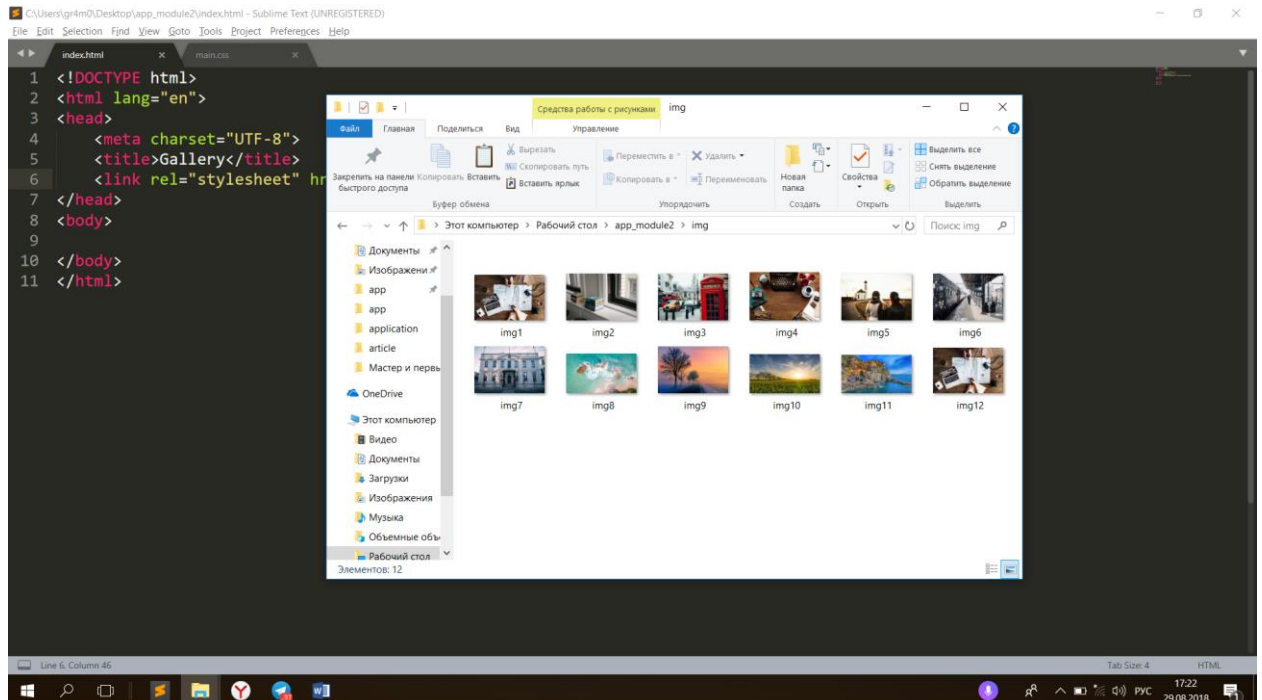 C:\Users\gr4m0\Desktop\app_module2\index.html - Sublime Text (UNREGISTERED)
File Edit Selection Find View Goto Tools Project Preferences Help
index.html × main.css ×
1 <!DOCTYPE html>
2 <html lang="en">
3 <head>
4 <meta charset="UTF-8">
5 <title>Gallery</title>
6 <link rel="stylesheet" hr
7 </head>
8 <body>
9
10 </body>
11 </html>
Средства работы с рисунками img
Файл Главная Поделиться Вид Управление
Закрепить на панели быстрого доступа
Копировать
Вставить
Вырезать
Скопировать путь
Вставить ярлык
Буфер обмена
Переместить в
Копировать в
Удалить
Переименовать
Упорядочить
Новая папка
Создать
Свойства
Открыть
Выделить все
Снять выделение
Обратить выделение
Выделить
Этот компьютер > Рабочий стол > app_module2 > img
Поиск: img
Документы
Изображени
app
app
application
article
Мастер и первь
OneDrive
Этот компьютер
Видео
Документы
Загрузки
Изображения
Музыка
Объемные объ
Рабочий стол
img1 img2 img3 img4 img5 img6
img7 img8 img9 img10 img11 img12
Элементов: 12
Line 6, Column 46
Tab Size: 4 HTML
РУС
17:22
29.08.2018